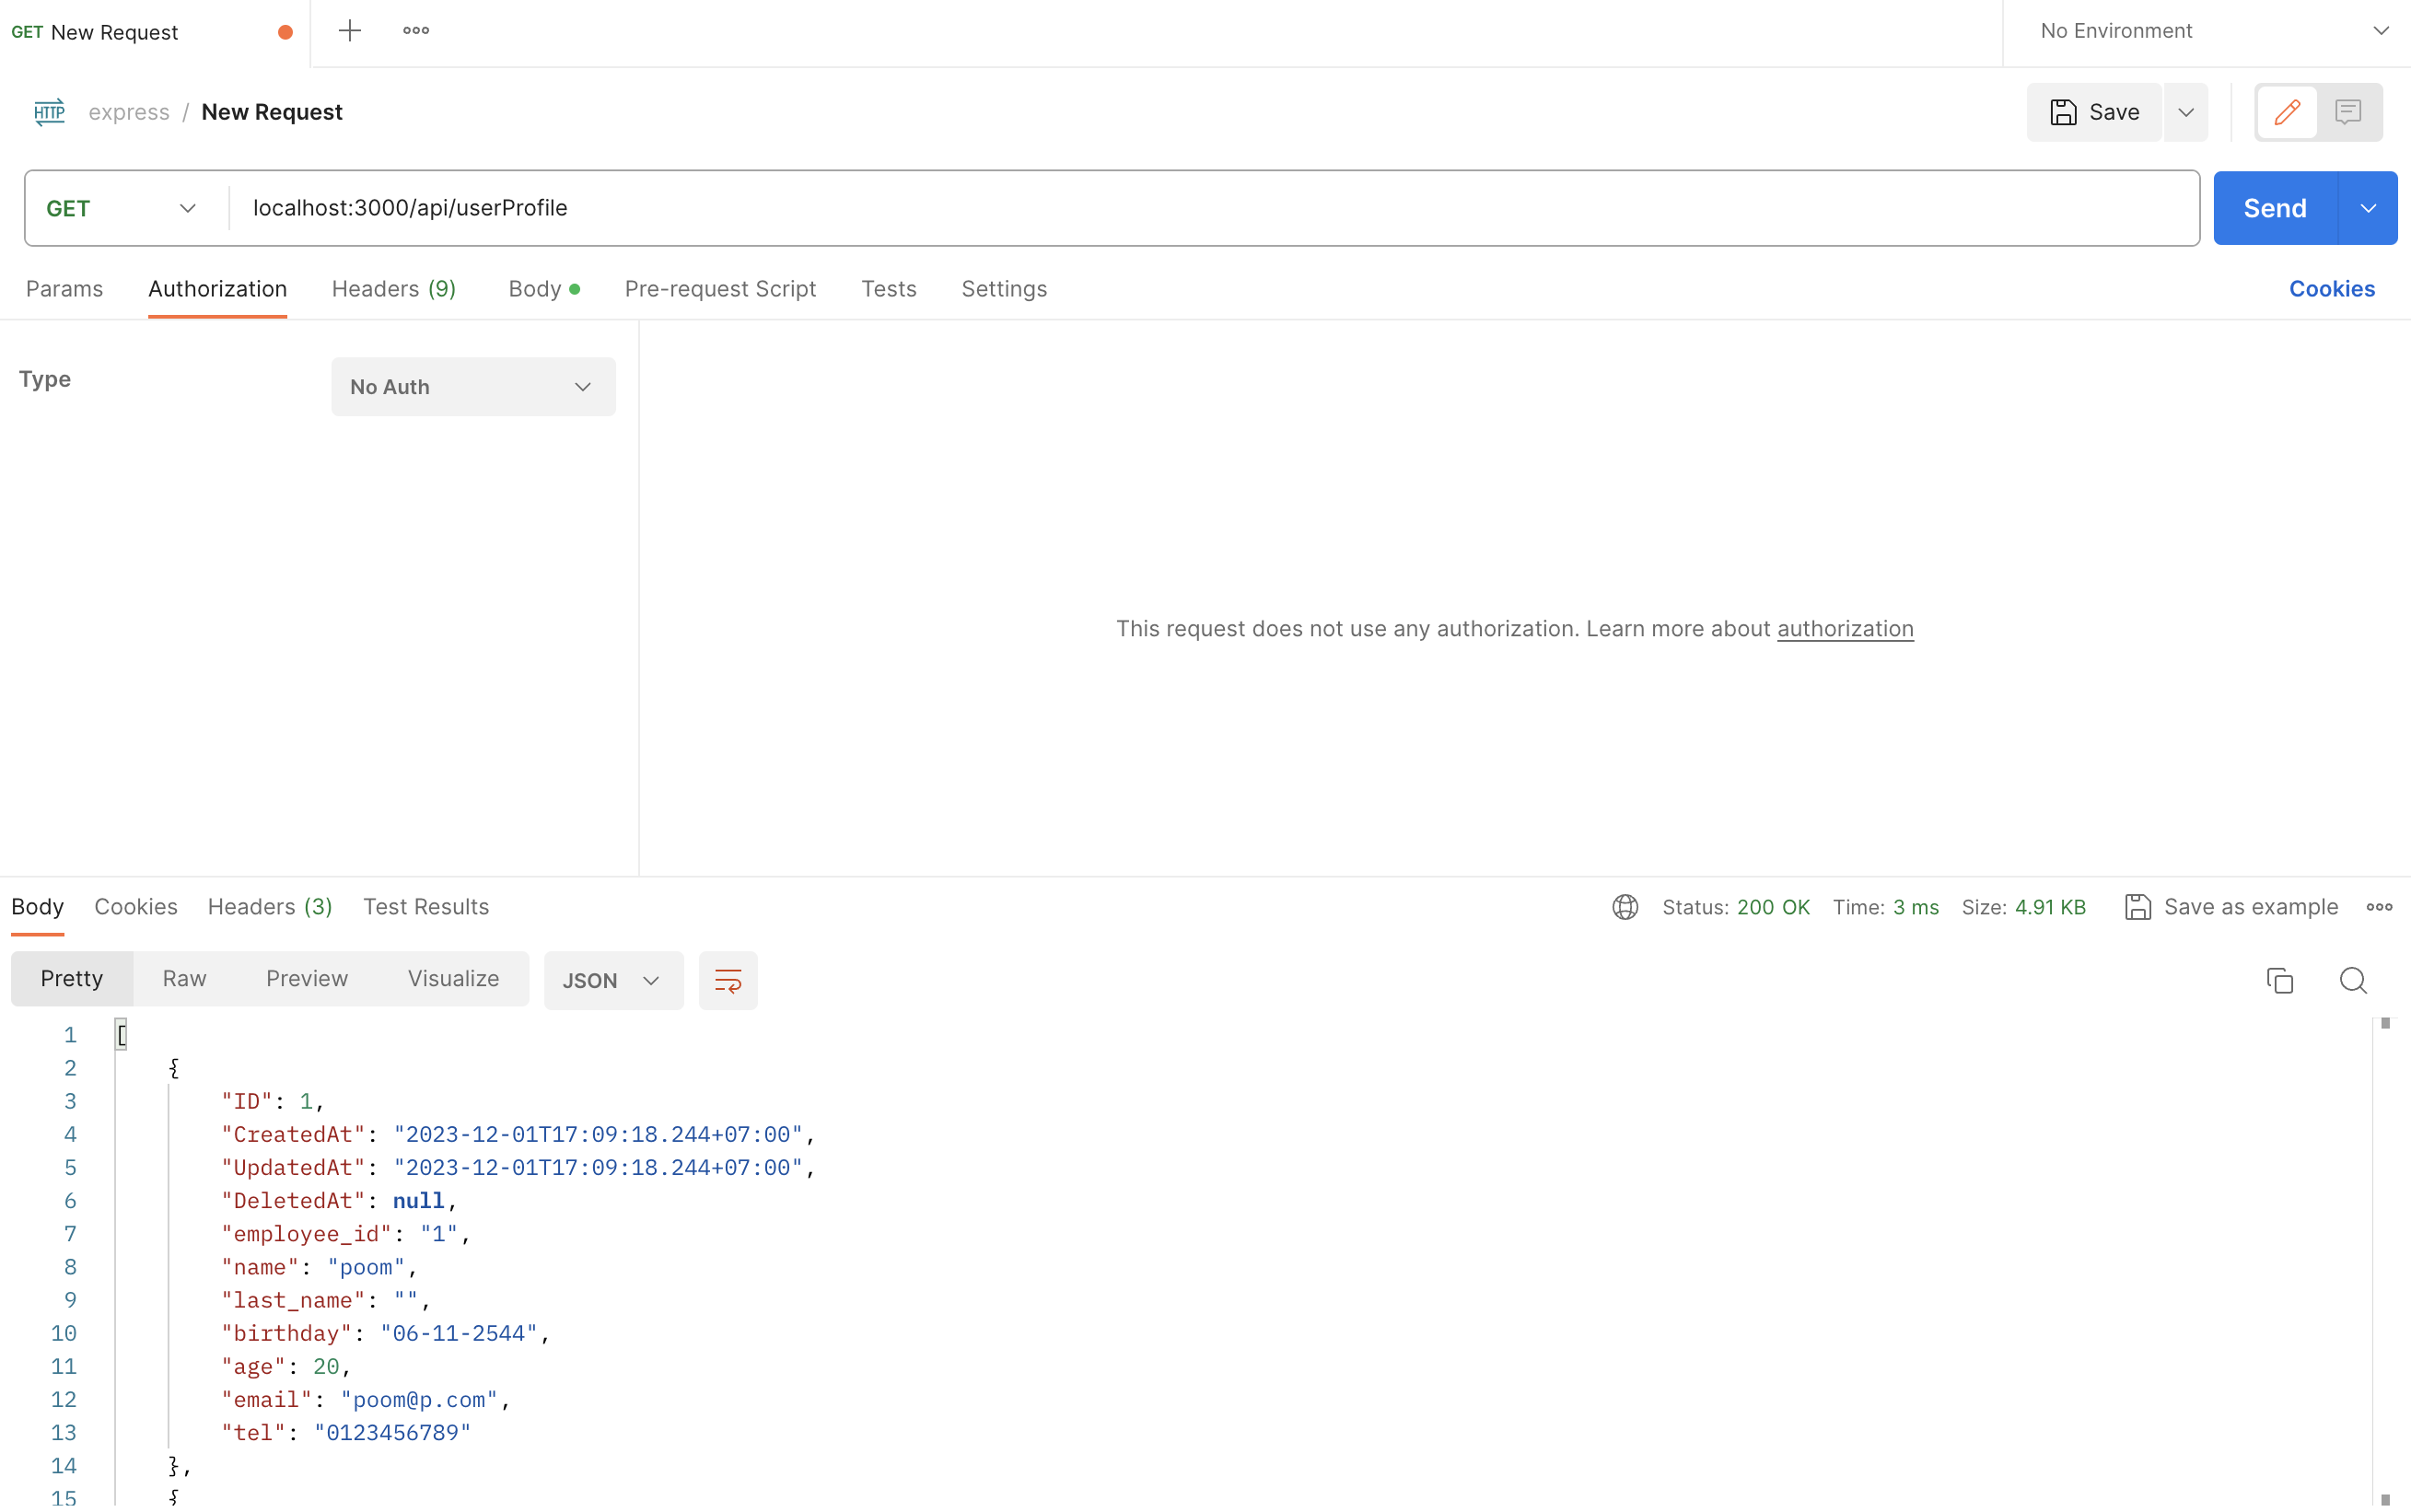 GET New Request
No Environment
HTTP express / New Request
Save
GET localhost:3000/api/userProfile
Send
Params Authorization Headers (9) Body Pre-request Script Tests Settings Cookies
Type
No Auth
This request does not use any authorization. Learn more about authorization
Body Cookies Headers (3) Test Results
Status: 200 OK Time: 3 ms Size: 4.91 KB Save as example
Pretty Raw Preview Visualize JSON
1 [
2 {
3 "ID": 1,
4 "CreatedAt": "2023-12-01T17:09:18.244+07:00",
5 "UpdatedAt": "2023-12-01T17:09:18.244+07:00",
6 "DeletedAt": null,
7 "employee_id": "1",
8 "name": "poom",
9 "last_name": "",
10 "birthday": "06-11-2544",
11 "age": 20,
12 "email": "poom@p.com",
13 "tel": "0123456789"
14 },
15 {